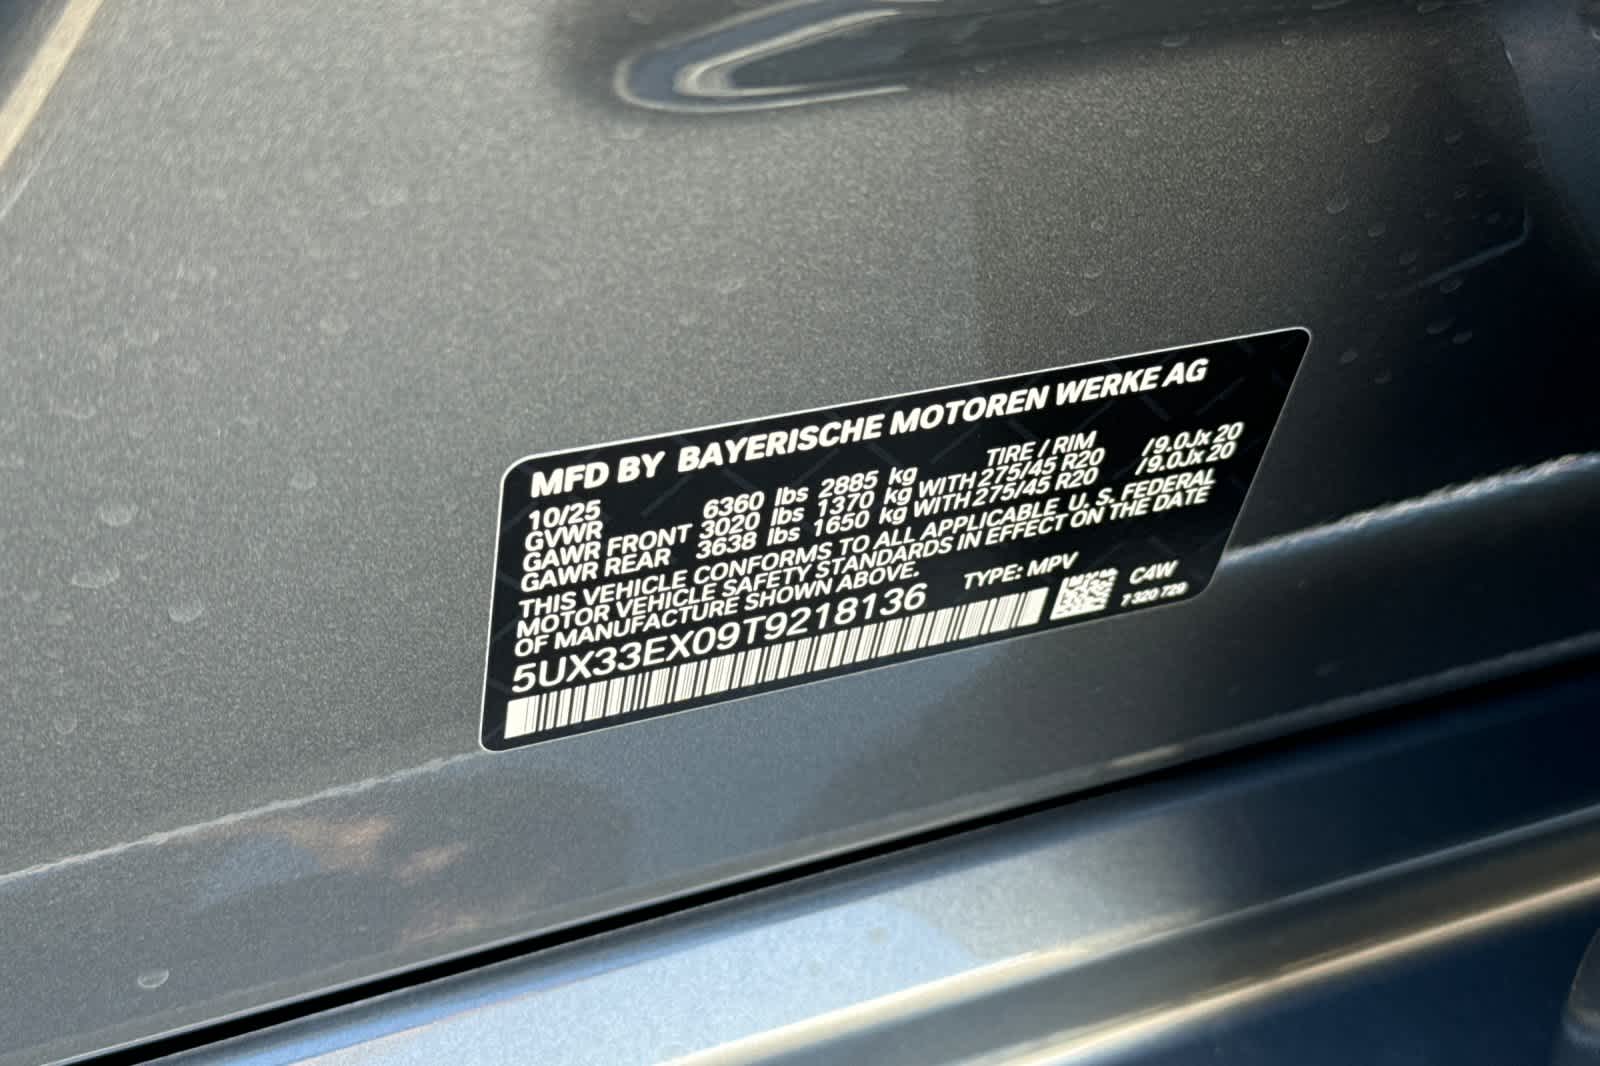 MFD BY BAYERISCHE MOTOREN WERKE AG
10/25 TIRE / RIM
GVWR 6360 lbs 2885 kg
GAWR FRONT 3020 lbs 1370 kg WITH 275/45 R20 /9.0Jx 20
GAWR REAR 3638 lbs 1650 kg WITH 275/45 R20 /9.0Jx 20
THIS VEHICLE CONFORMS TO ALL APPLICABLE U. S. FEDERAL
MOTOR VEHICLE SAFETY STANDARDS IN EFFECT ON THE DATE
OF MANUFACTURE SHOWN ABOVE.
5UX33EX09T9218136 TYPE: MPV
C4W
7 320 729